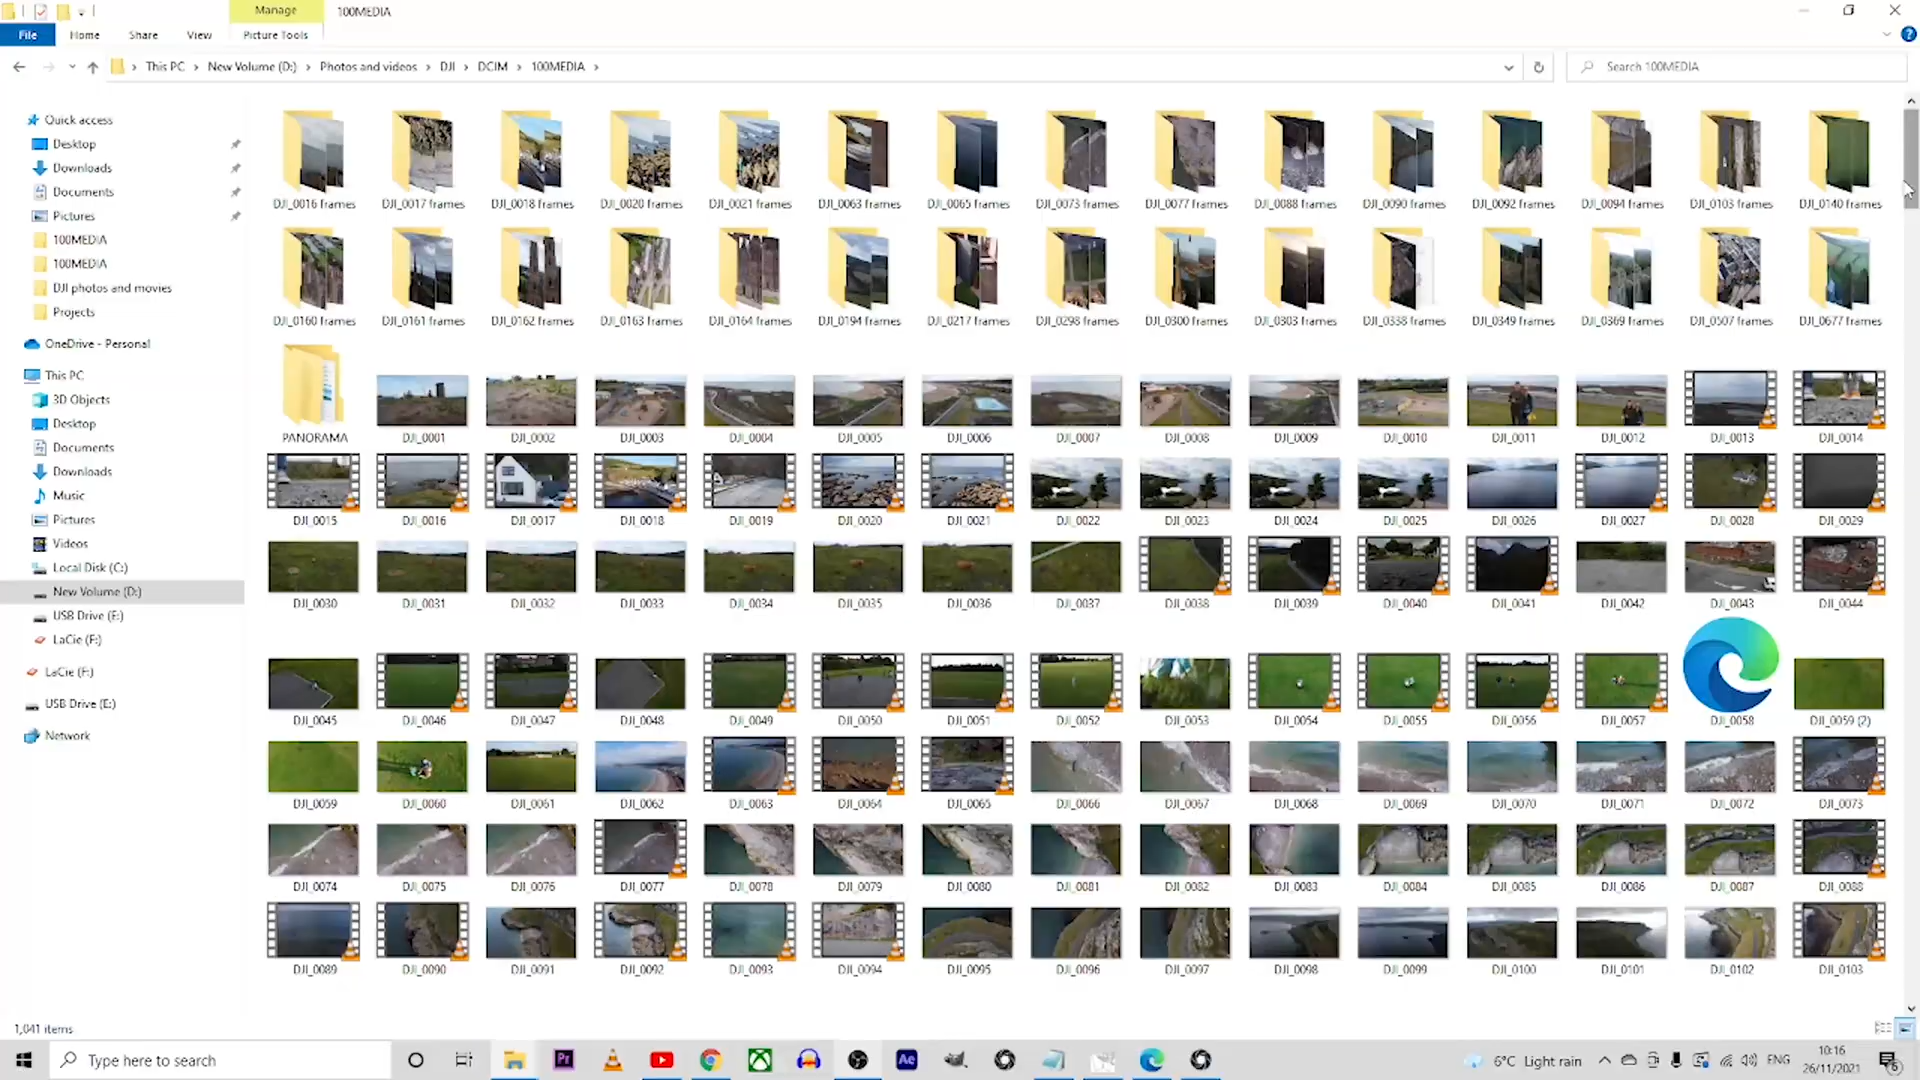 Manage
100MEDIA
File
Home
Share
View
Picture Tools
This PC > New Volume (D:) > Photos and videos > DJI > DCIM > 100MEDIA >
Search 100MEDIA
Quick access
Desktop
Downloads
Documents
Pictures
100MEDIA
100MEDIA
DJI photos and movies
Projects
OneDrive - Personal
This PC
3D Objects
Desktop
Documents
Downloads
Music
Pictures
Videos
Local Disk (C:)
New Volume (D:)
USB Drive (E:)
LaCie (F:)
LaCie (F:)
USB Drive (E:)
Network
DJI_0016 frames DJI_0017 frames DJI_0018 frames DJI_0020 frames DJI_0021 frames DJI_0063 frames DJI_0065 frames DJI_0073 frames DJI_0077 frames DJI_0088 frames DJI_0090 frames DJI_0092 frames DJI_0094 frames DJI_0103 frames DJI_0140 frames
DJI_0160 frames DJI_0161 frames DJI_0162 frames DJI_0163 frames DJI_0164 frames DJI_0194 frames DJI_0217 frames DJI_0298 frames DJI_0300 frames DJI_0303 frames DJI_0338 frames DJI_0349 frames DJI_0369 frames DJI_0507 frames DJI_0677 frames
PANORAMA DJI_0001 DJI_0002 DJI_0003 DJI_0004 DJI_0005 DJI_0006 DJI_0007 DJI_0008 DJI_0009 DJI_0010 DJI_0011 DJI_0012 DJI_0013 DJI_0014
DJI_0015 DJI_0016 DJI_0017 DJI_0018 DJI_0019 DJI_0020 DJI_0021 DJI_0022 DJI_0023 DJI_0024 DJI_0025 DJI_0026 DJI_0027 DJI_0028 DJI_0029
DJI_0030 DJI_0031 DJI_0032 DJI_0033 DJI_0034 DJI_0035 DJI_0036 DJI_0037 DJI_0038 DJI_0039 DJI_0040 DJI_0041 DJI_0042 DJI_0043 DJI_0044
DJI_0045 DJI_0046 DJI_0047 DJI_0048 DJI_0049 DJI_0050 DJI_0051 DJI_0052 DJI_0053 DJI_0054 DJI_0055 DJI_0056 DJI_0057 DJI_0058 DJI_0059 (2)
DJI_0059 DJI_0060 DJI_0061 DJI_0062 DJI_0063 DJI_0064 DJI_0065 DJI_0066 DJI_0067 DJI_0068 DJI_0069 DJI_0070 DJI_0071 DJI_0072 DJI_0073
DJI_0074 DJI_0075 DJI_0076 DJI_0077 DJI_0078 DJI_0079 DJI_0080 DJI_0081 DJI_0082 DJI_0083 DJI_0084 DJI_0085 DJI_0086 DJI_0087 DJI_0088
DJI_0089 DJI_0090 DJI_0091 DJI_0092 DJI_0093 DJI_0094 DJI_0095 DJI_0096 DJI_0097 DJI_0098 DJI_0099 DJI_0100 DJI_0101 DJI_0102 DJI_0103
1,041 items
Type here to search
Pr
Ae
6°C Light rain
ENG
10:16
26/11/2021